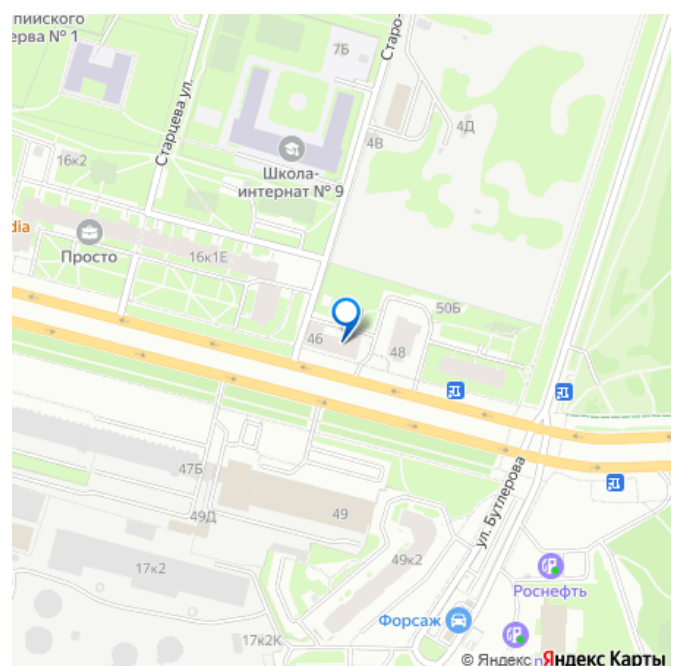 пийского
ерва № 1
7Б
Старо-
Старцева ул.
4Д
4В
16к2
Школа-
интернат № 9
dia
Просто
16к1Е
50Б
46
48
47Б
49Д
49
ул. Бутлерова
49к2
17к2
Роснефть
Форсаж
17к2К
© Яндекс
Яндекс Карты